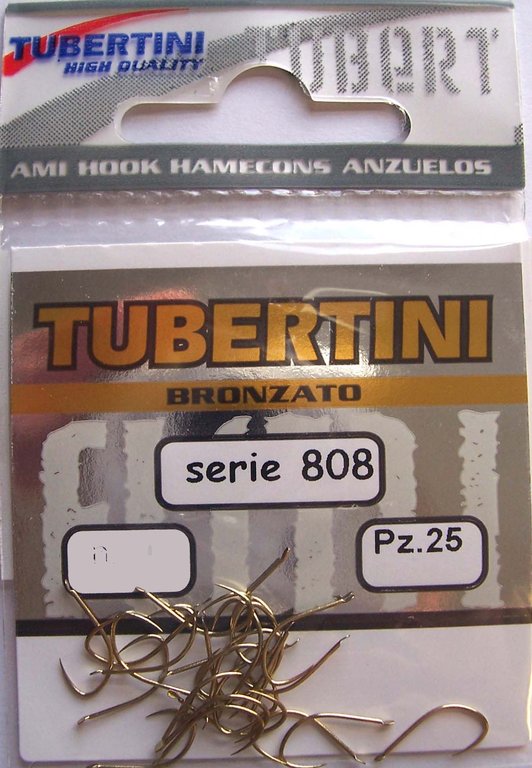 TUBERTINI
HIGH QUALITY
TUBERT
AMI HOOK HAMECONS ANZUELOS
TUBERTINI
BRONZATO
serie 808
Pz.25